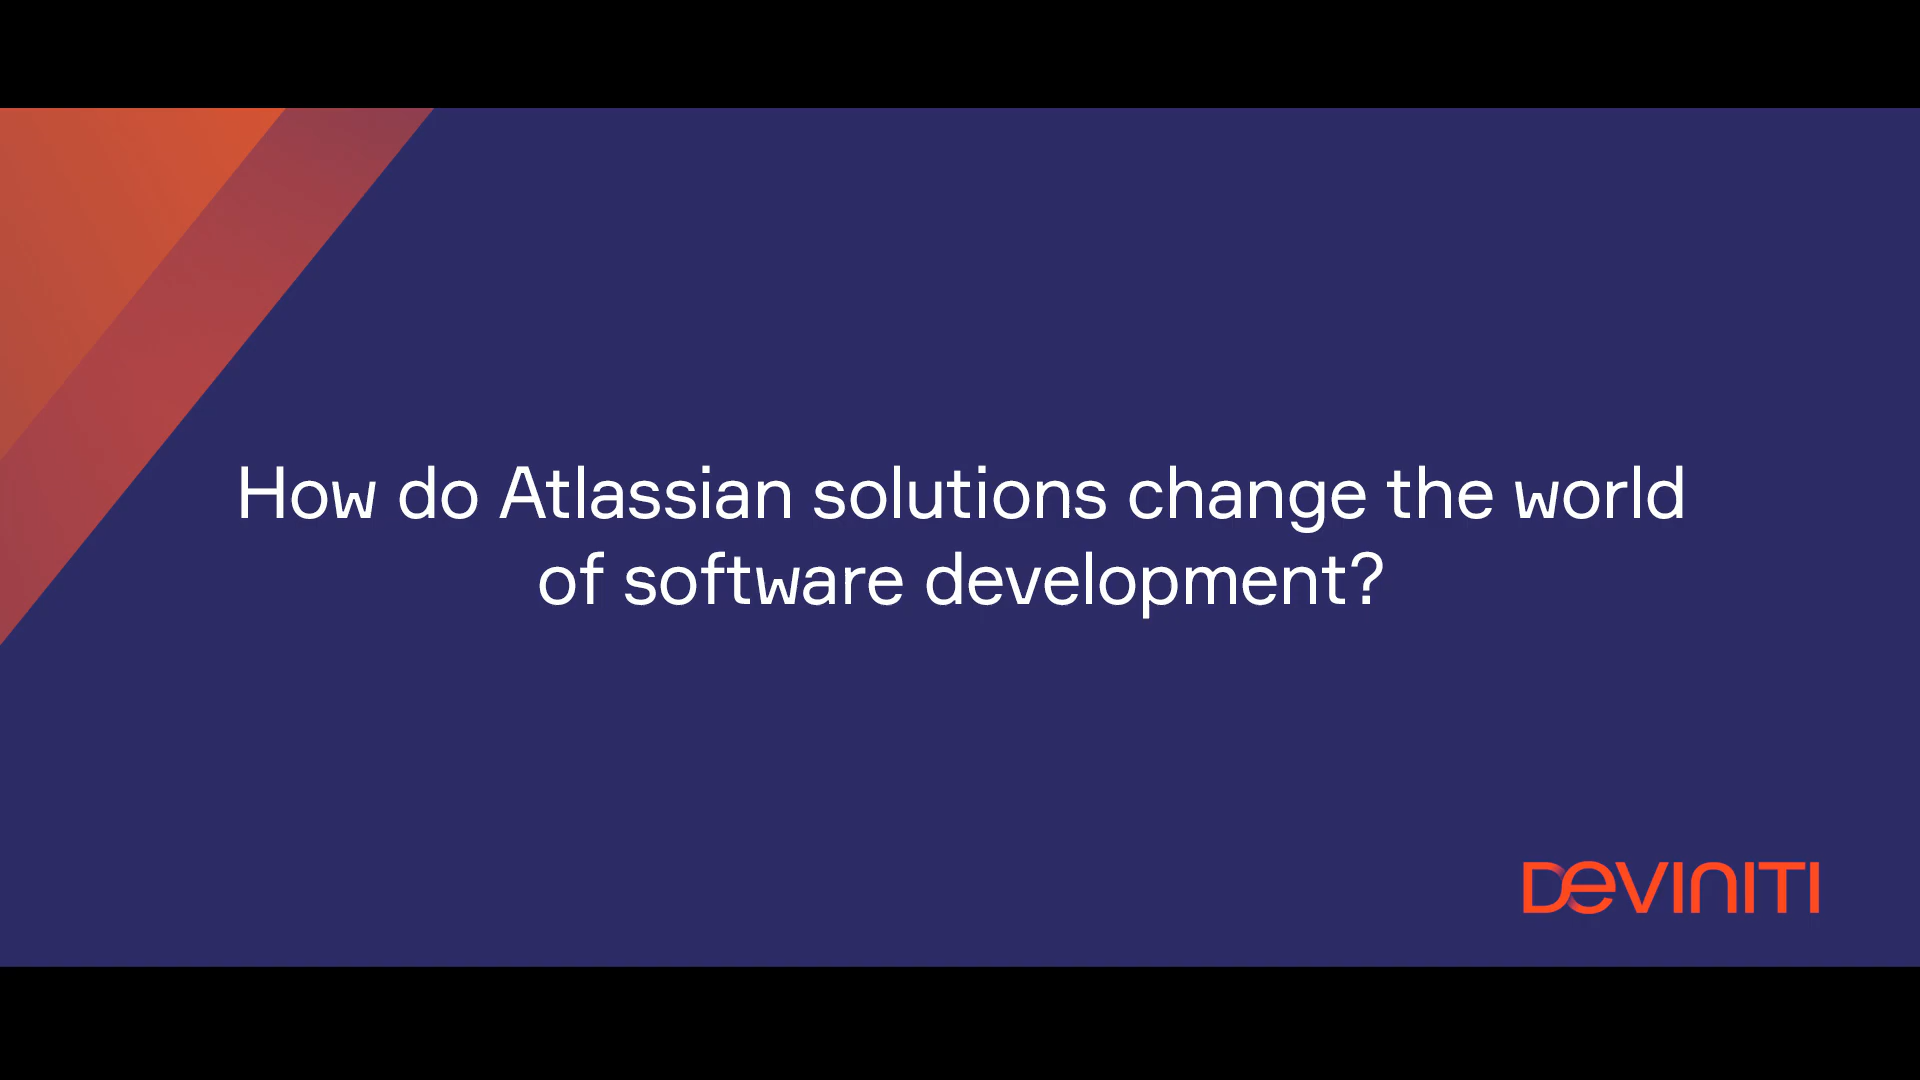 How do Atlassian solutions change the world
of software development?
DEVINITI